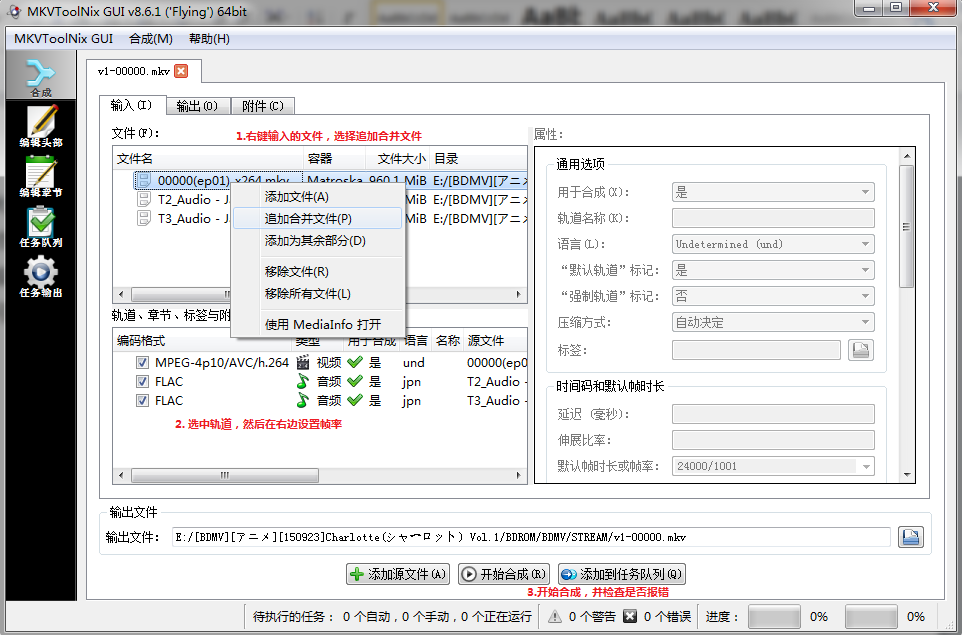 MKVToolNix GUI v8.6.1 ('Flying') 64bit
MKVToolNix GUI 合成(M) 帮助(H)
合成
编辑头部
编辑章节
任务队列
任务输出
v1-00000.mkv
输入(I) 输出(O) 附件(C)
文件(F):
1.右键输入的文件，选择追加合并文件
文件名 容器 文件大小 目录
00000(ep01)_x264.mkv Matroska 960.1 MiB E:/[BDMV][アニメ
T2_Audio - J MiB E:/[BDMV][アニメ
T3_Audio - J MiB E:/[BDMV][アニメ
添加文件(A)
追加合并文件(P)
添加为其余部分(D)
移除文件(R)
移除所有文件(L)
使用 MediaInfo 打开
轨道、章节、标签与附
编码格式 类型 用于合成 语言 名称 源文件
MPEG-4p10/AVC/h.264 视频 是 und 00000(ep0
FLAC 音频 是 jpn T2_Audio -
FLAC 音频 是 jpn T3_Audio -
2. 选中轨道，然后在右边设置帧率
属性:
通用选项
用于合成(X): 是
轨道名称(K):
语言(L): Undetermined (und)
“默认轨道”标记: 是
“强制轨道”标记: 否
压缩方式: 自动决定
标签:
时间码和默认帧时长
延迟 (毫秒):
伸展比率:
默认帧时长或帧率: 24000/1001
输出文件
输出文件: E:/[BDMV][アニメ][150923]Charlotte(シャーロット) Vol.1/BDROM/BDMV/STREAM/v1-00000.mkv
添加源文件(A) 开始合成(R) 添加到任务队列(Q)
3.开始合成，并检查是否报错
待执行的任务： 0 个自动，0 个手动，0 个正在运行 0 个警告 0 个错误 进度： 0% 0%